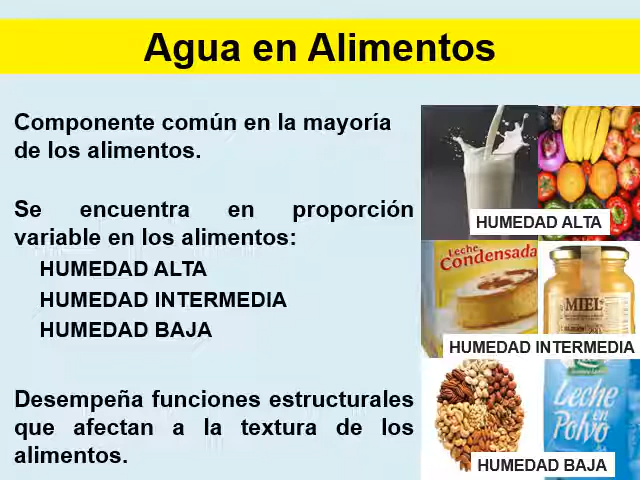 Agua en Alimentos
Componente común en la mayoría
de los alimentos.
Se encuentra en proporción
variable en los alimentos:
HUMEDAD ALTA
HUMEDAD INTERMEDIA
HUMEDAD BAJA
Desempeña funciones estructurales
que afectan a la textura de los
alimentos.
HUMEDAD ALTA
Leche
Condensada
MIEL
HUMEDAD INTERMEDIA
Leche
en
Polvo
HUMEDAD BAJA